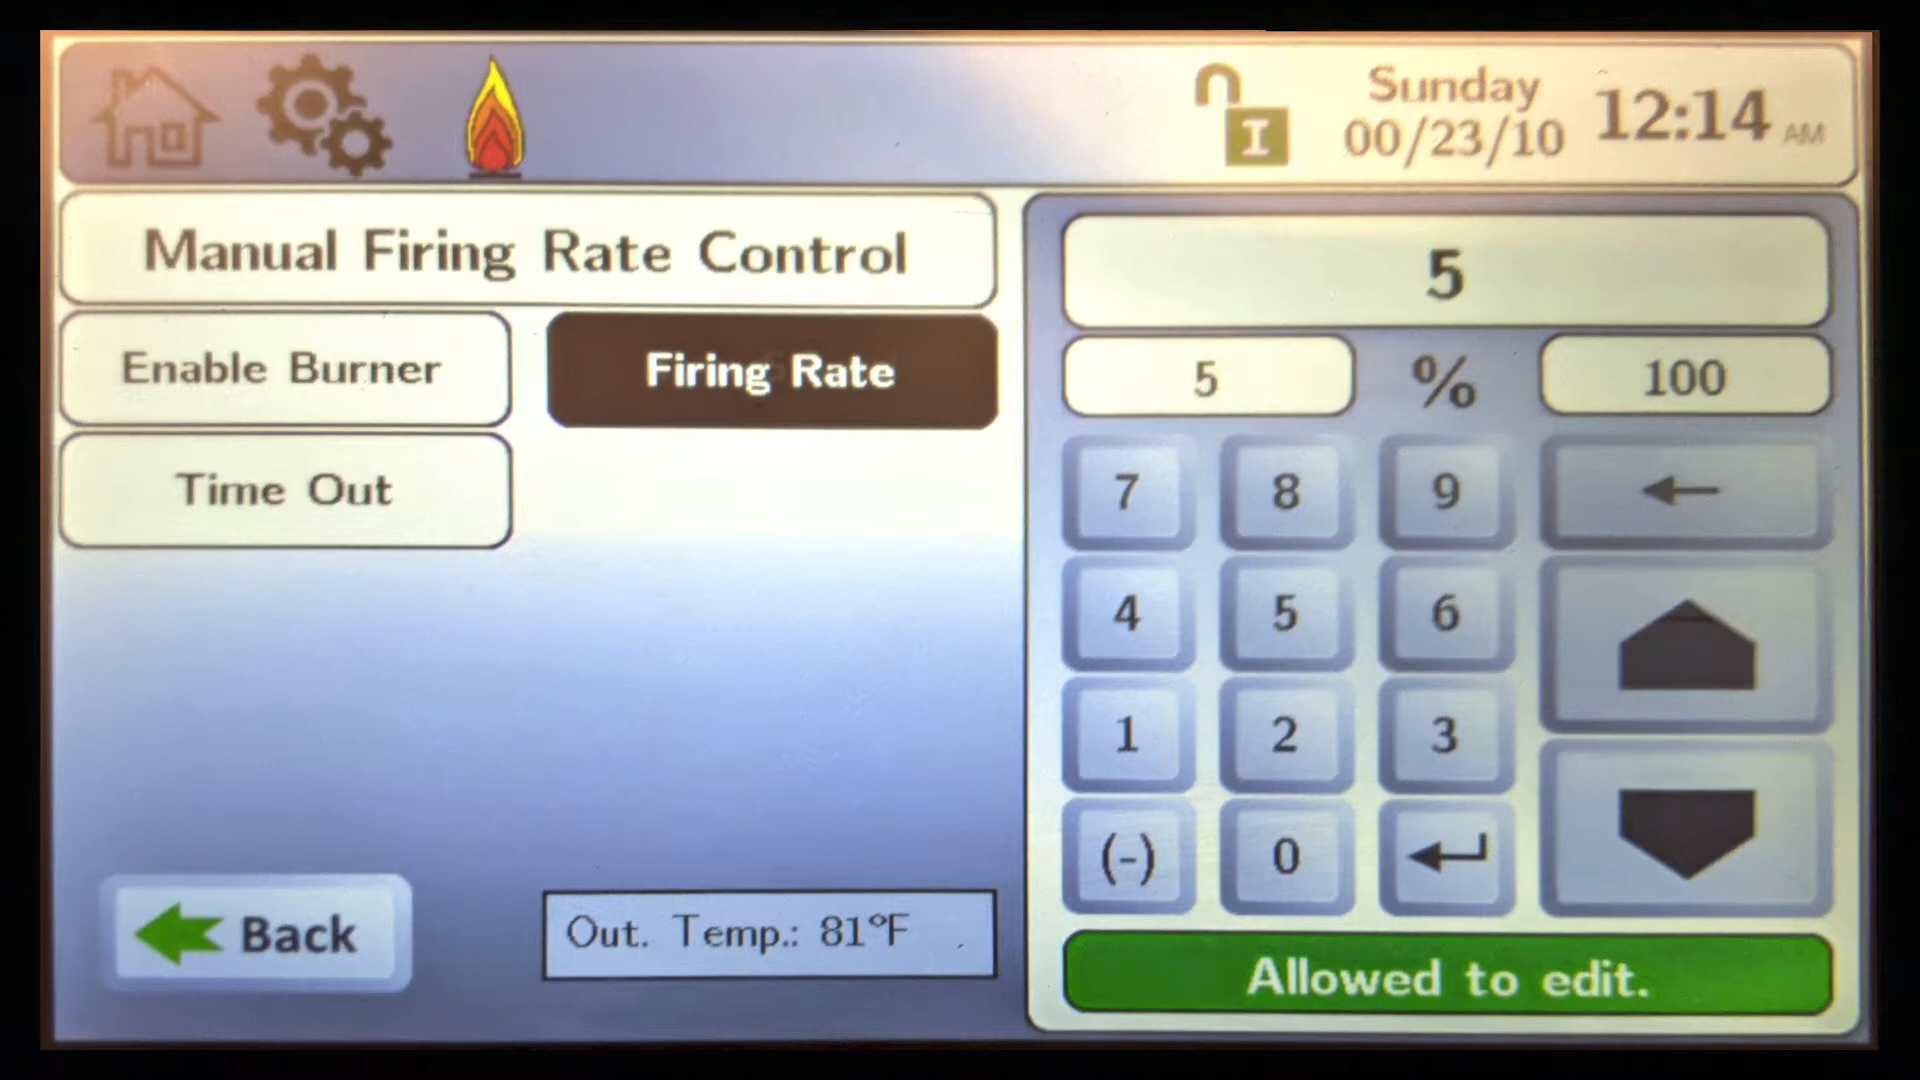 I
Sunday
00/23/10
12:14 AM
Manual Firing Rate Control
Enable Burner
Firing Rate
Time Out
Back
Out. Temp.: 81°F
5
5 % 100
7 8 9 ←
4 5 6
1 2 3
(-) 0
Allowed to edit.